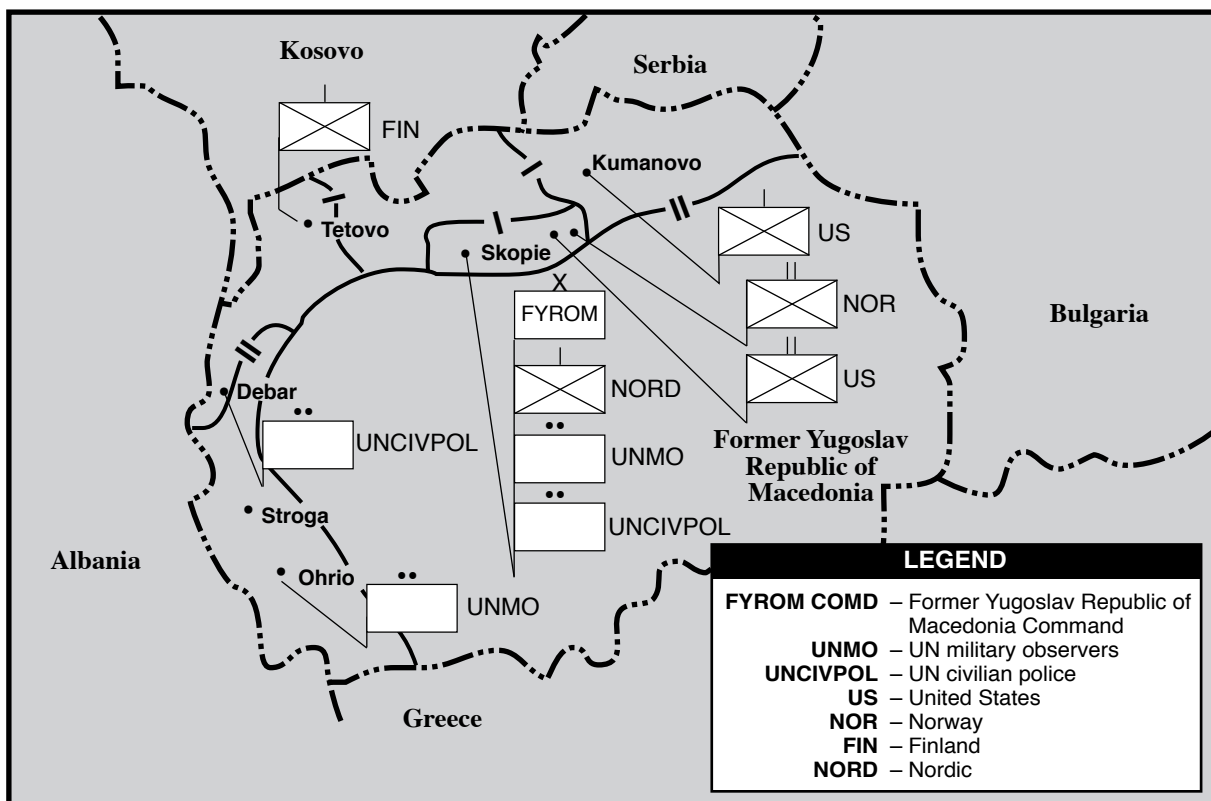 Kosovo
Serbia
FIN
Kumanovo
Tetovo
US
Skopie
X
FYROM
NOR
Bulgaria
US
NORD
Debar
UNCIVPOL
UNMO
Former Yugoslav
Republic of
Macedonia
Stroga
UNCIVPOL
Albania
Ohrio
UNMO
Greece
LEGEND
FYROM COMD – Former Yugoslav Republic of
Macedonia Command
UNMO – UN military observers
UNCIVPOL – UN civilian police
US – United States
NOR – Norway
FIN – Finland
NORD – Nordic